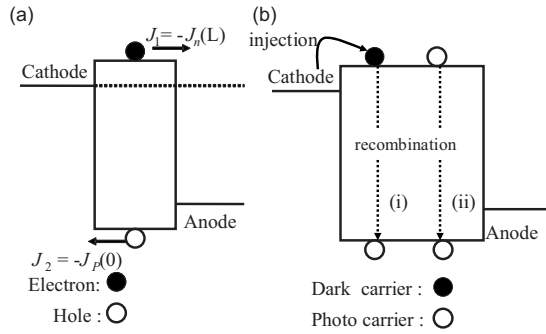 (a)
J₁= -Jₙ(L)
Cathode
Anode
J₂ = -Jₚ(0)
Electron:
Hole :
(b)
injection
Cathode
recombination
(i)
(ii)
Anode
Dark carrier :
Photo carrier :